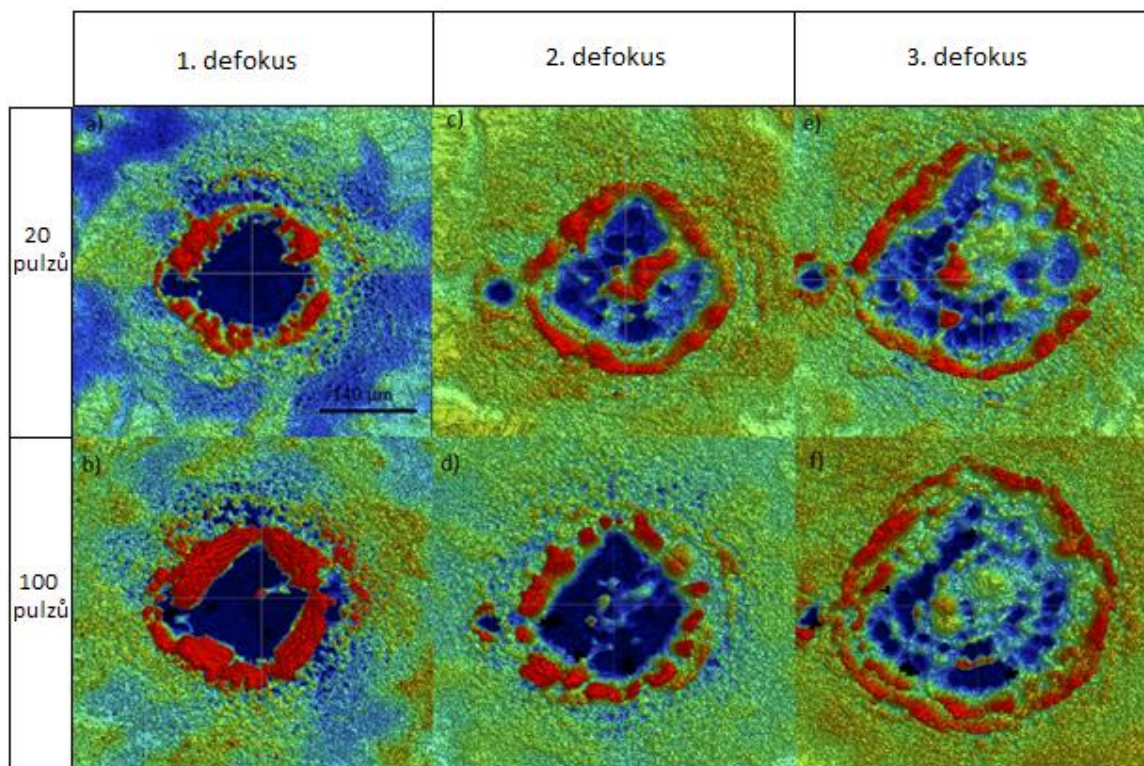 1. defokus
2. defokus
3. defokus
20
pulzů
a)
c)
e)
140 µm
100
pulzů
b)
d)
f)